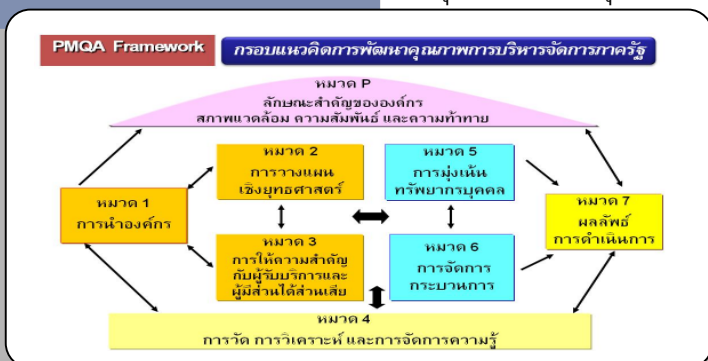 PMQA Framework
กรอบแนวคิดการพัฒนาคุณภาพการบริหารจัดการภาครัฐ
หมวด P
ลักษณะสำคัญขององค์กร
สภาพแวดล้อม ความสัมพันธ์ และความท้าทาย
หมวด 2
การวางแผน
เชิงยุทธศาสตร์
หมวด 5
การมุ่งเน้น
ทรัพยากรบุคคล
หมวด 1
การนำองค์กร
หมวด 7
ผลลัพธ์
การดำเนินการ
หมวด 3
การให้ความสำคัญ
กับผู้รับบริการและ
ผู้มีส่วนได้ส่วนเสีย
หมวด 6
การจัดการ
กระบวนการ
หมวด 4
การวัด การวิเคราะห์ และการจัดการความรู้